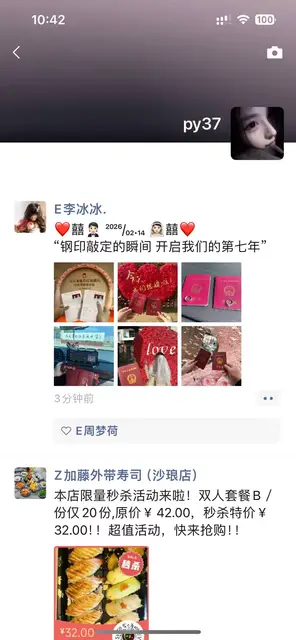 10:42
100
py37
E李冰冰.
❤️囍🤵🏻 ²⁰²⁶/₀₂.₁₄ 👰🏻囍❤️
“钢印敲定的瞬间 开启我们的第七年”
love
3分钟前
E周梦荷
Z加藤外带寿司（沙琅店）
本店限量秒杀活动来啦！双人套餐B /
份仅20份,原价￥ 42.00，秒杀特价￥
32.00!！超值活动，快来抢购!！
秒杀
¥32.00